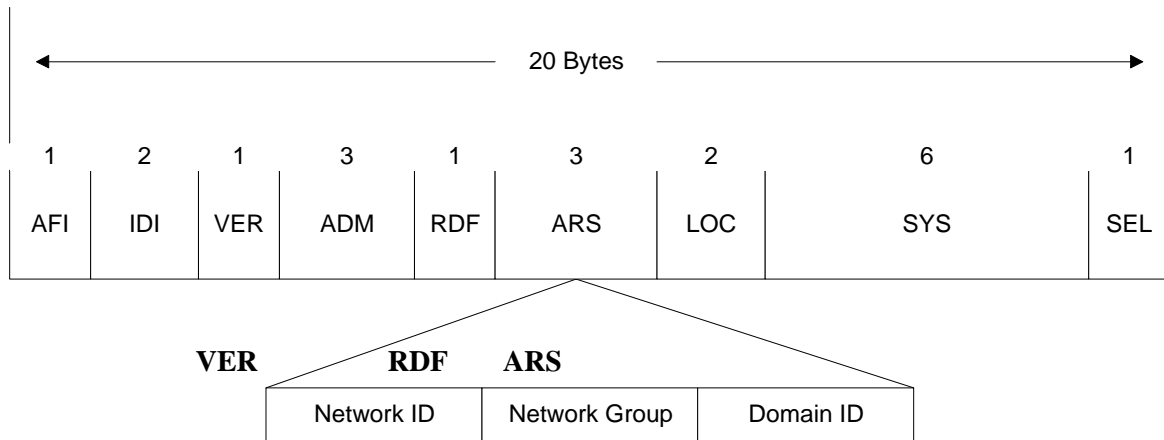 20 Bytes
1 2 1 3 1 3 2 6 1
AFI IDI VER ADM RDF ARS LOC SYS SEL
VER RDF ARS
Network ID Network Group Domain ID